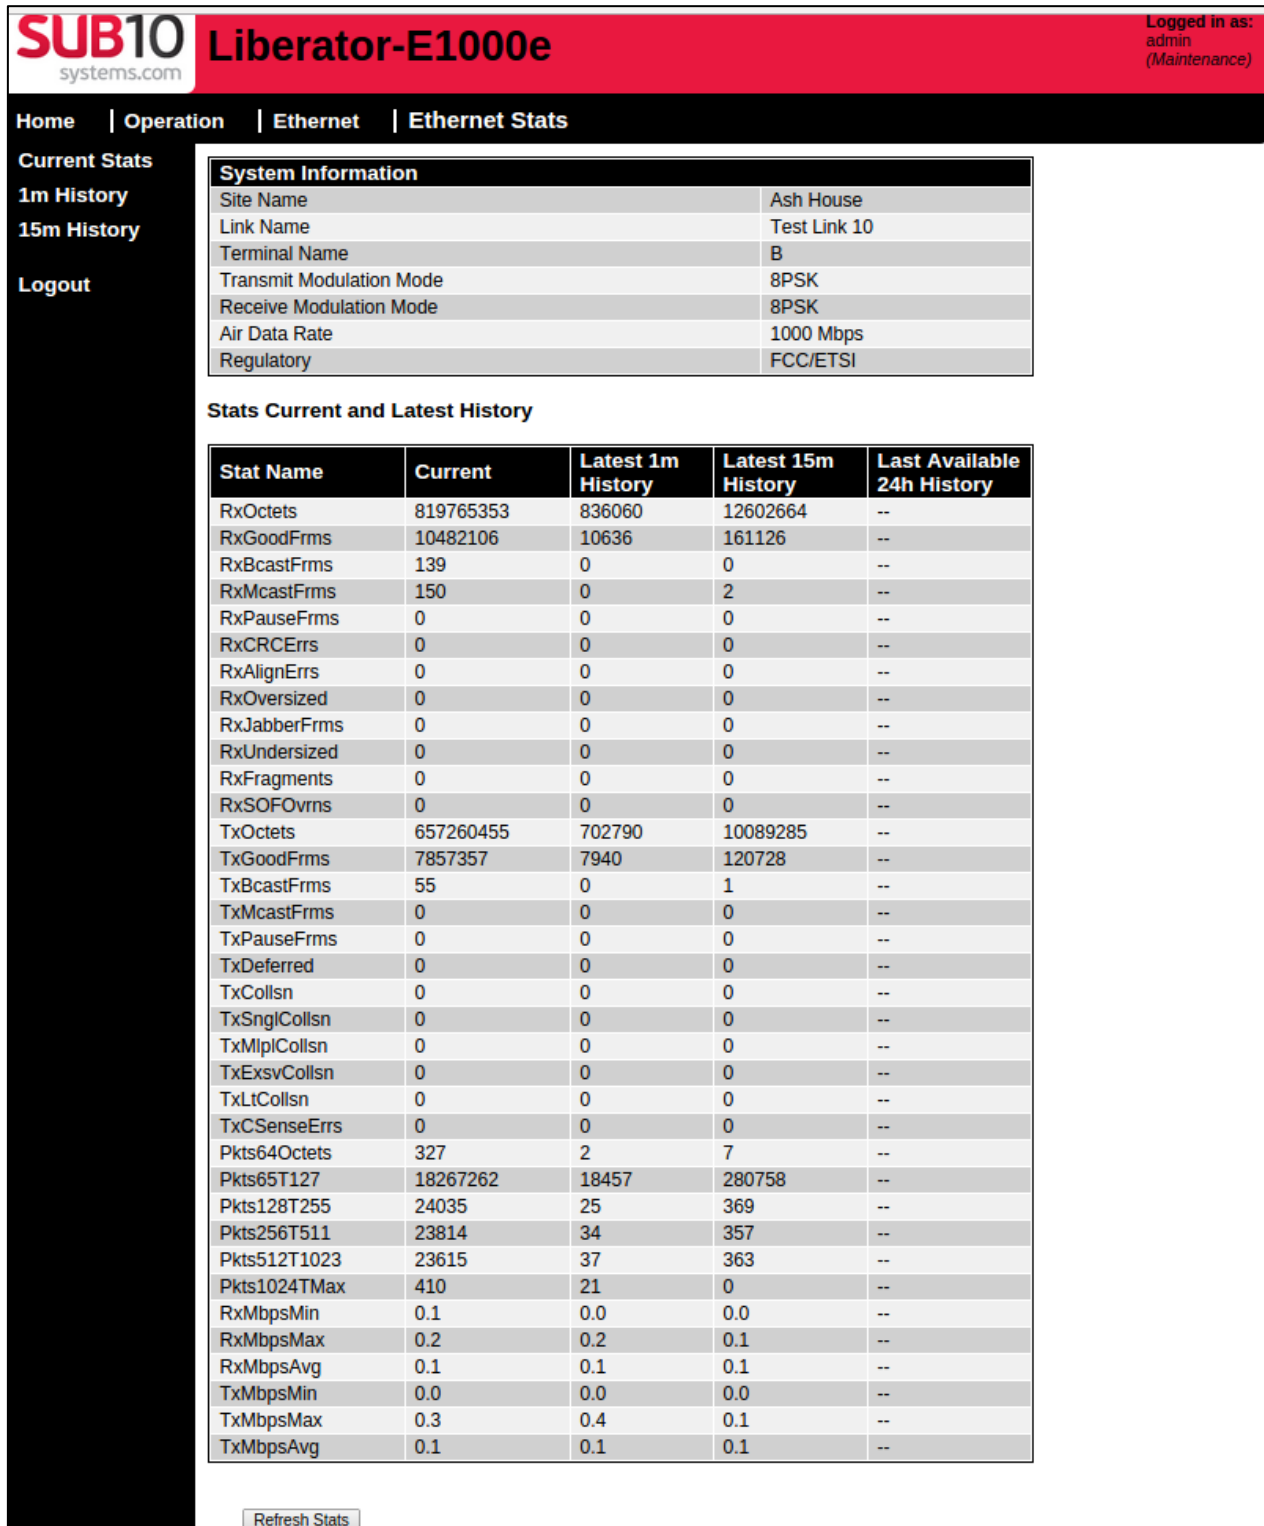 SUB10
systems.com
Liberator-E1000e
Logged in as:
admin
(Maintenance)
Home | Operation | Ethernet | Ethernet Stats
Current Stats
1m History
15m History
Logout
System Information
Site Name Ash House
Link Name Test Link 10
Terminal Name B
Transmit Modulation Mode 8PSK
Receive Modulation Mode 8PSK
Air Data Rate 1000 Mbps
Regulatory FCC/ETSI
Stats Current and Latest History
Stat Name Current Latest 1m History Latest 15m History Last Available 24h History
RxOctets 819765353 836060 12602664 --
RxGoodFrms 10482106 10636 161126 --
RxBcastFrms 139 0 0 --
RxMcastFrms 150 0 2 --
RxPauseFrms 0 0 0 --
RxCRCErrs 0 0 0 --
RxAlignErrs 0 0 0 --
RxOversized 0 0 0 --
RxJabberFrms 0 0 0 --
RxUndersized 0 0 0 --
RxFragments 0 0 0 --
RxSOFOvrns 0 0 0 --
TxOctets 657260455 702790 10089285 --
TxGoodFrms 7857357 7940 120728 --
TxBcastFrms 55 0 1 --
TxMcastFrms 0 0 0 --
TxPauseFrms 0 0 0 --
TxDeferred 0 0 0 --
TxCollsn 0 0 0 --
TxSnglCollsn 0 0 0 --
TxMlplCollsn 0 0 0 --
TxExsvCollsn 0 0 0 --
TxLtCollsn 0 0 0 --
TxCSenseErrs 0 0 0 --
Pkts64Octets 327 2 7 --
Pkts65T127 18267262 18457 280758 --
Pkts128T255 24035 25 369 --
Pkts256T511 23814 34 357 --
Pkts512T1023 23615 37 363 --
Pkts1024TMax 410 21 0 --
RxMbpsMin 0.1 0.0 0.0 --
RxMbpsMax 0.2 0.2 0.1 --
RxMbpsAvg 0.1 0.1 0.1 --
TxMbpsMin 0.0 0.0 0.0 --
TxMbpsMax 0.3 0.4 0.1 --
TxMbpsAvg 0.1 0.1 0.1 --
Refresh Stats